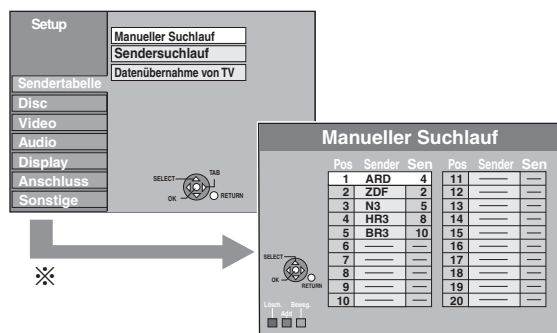 Setup
Manueller Suchlauf
Sendersuchlauf
Datenübernahme von TV
Sendertabelle
Disc
Video
Audio
Display
Anschluss
Sonstige
SELECT
TAB
OK
RETURN
※
Manueller Suchlauf
Pos Sender Sen Pos Sender Sen
1 ARD 4 11 — —
2 ZDF 2 12 — —
3 N3 5 13 — —
4 HR3 8 14 — —
5 BR3 10 15 — —
6 — — 16 — —
7 — — 17 — —
8 — — 18 — —
9 — — 19 — —
10 — — 20 — —
SELECT
OK
RETURN
Lösch. Beweg.
Add